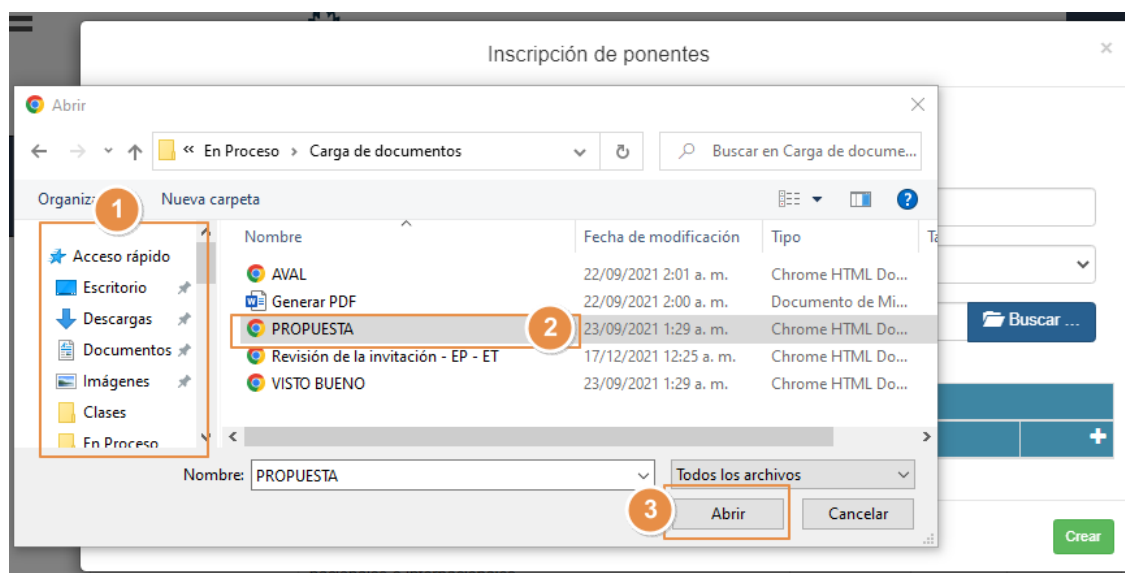 Inscripción de ponentes ×
Abrir
« En Proceso › Carga de documentos
Buscar en Carga de docume...
Nueva carpeta
1
Acceso rápido
Escritorio
Descargas
Documentos
Imágenes
Clases
En Proceso
Nombre Fecha de modificación Tipo
AVAL 22/09/2021 2:01 a. m. Chrome HTML Do...
Generar PDF 22/09/2021 2:00 a. m. Documento de Mi...
PROPUESTA 2 23/09/2021 1:29 a. m. Chrome HTML Do...
Revisión de la invitación - EP - ET 17/12/2021 12:25 a. m. Chrome HTML Do...
VISTO BUENO 23/09/2021 1:29 a. m. Chrome HTML Do...
Buscar ...
Nombre: PROPUESTA Todos los archivos
3 Abrir Cancelar
Crear